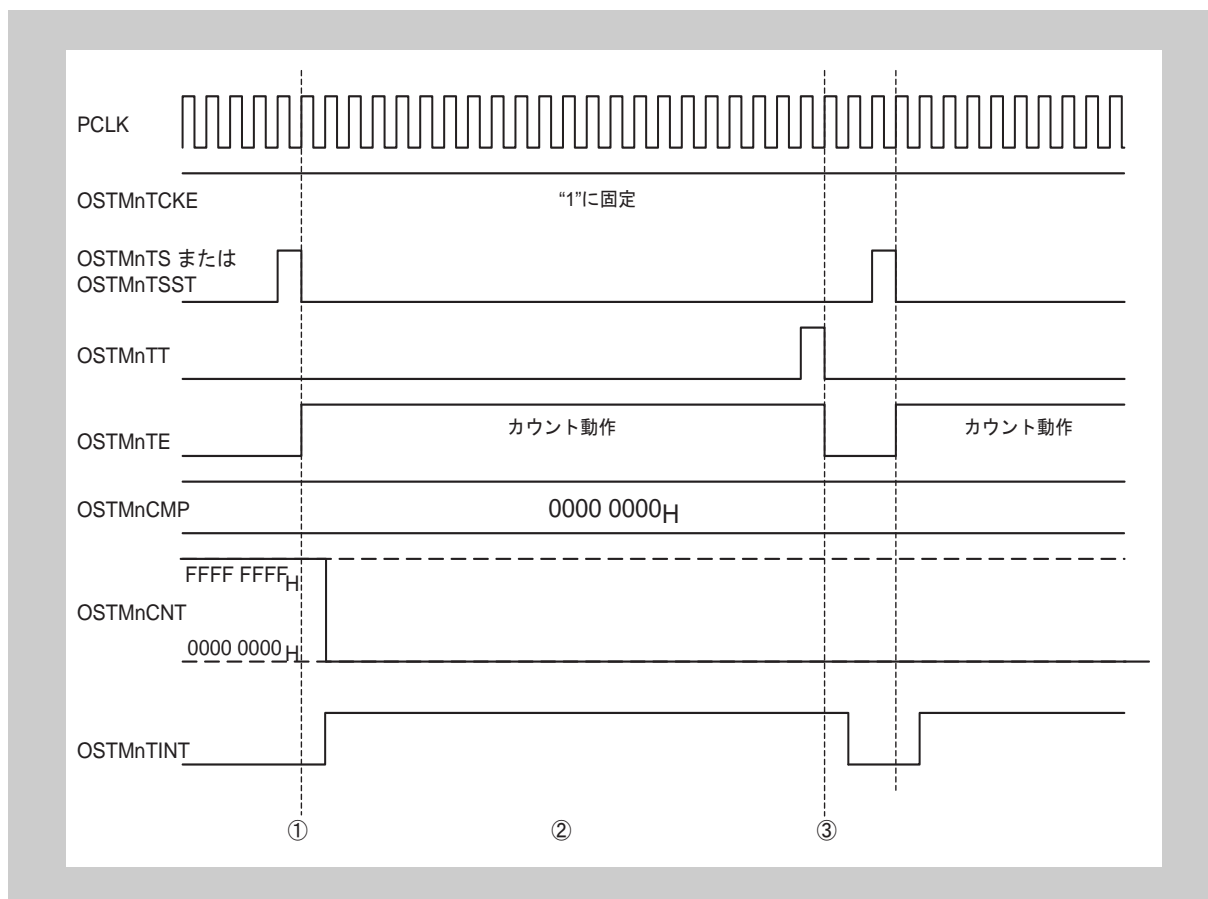 PCLK
OSTMnTCKE
“1”に固定
OSTMnTS または
OSTMnTSST
OSTMnTT
OSTMnTE
カウント動作
カウント動作
OSTMnCMP
0000 0000H
FFFF FFFFH
OSTMnCNT
0000 0000H
OSTMnTINT
① ② ③